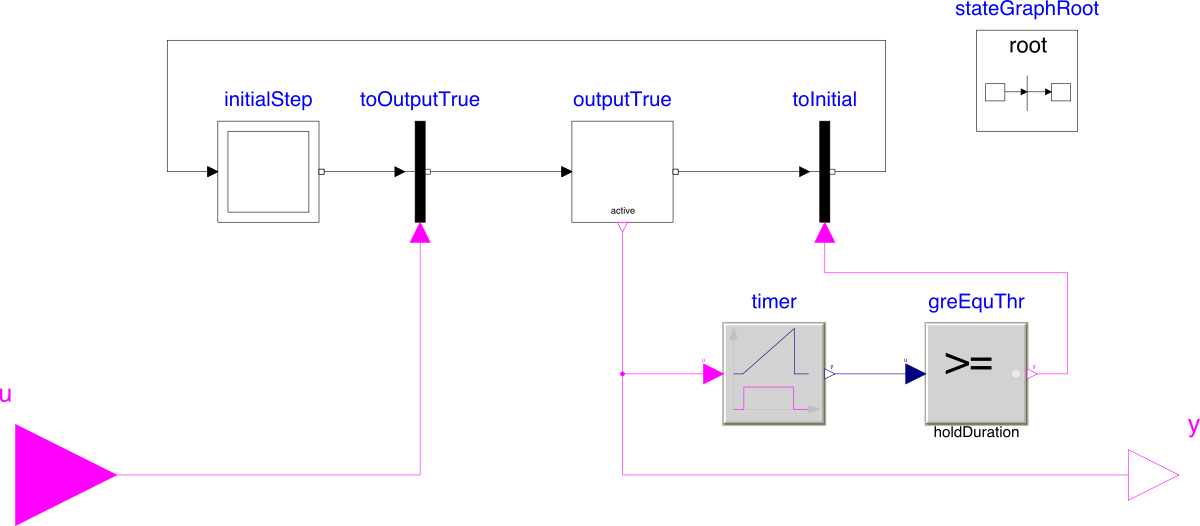 stateGraphRoot
root
initialStep
toOutputTrue
outputTrue
toInitial
active
timer
greEquThr
u
y
u
>=
y
holdDuration
u
y